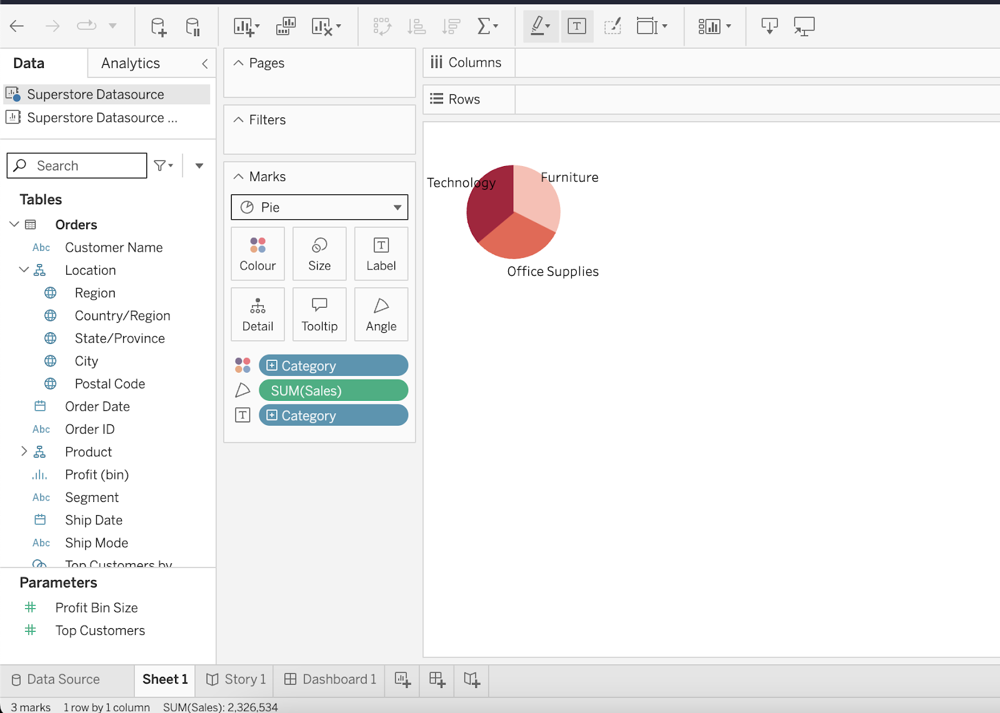 Data
Analytics
Superstore Datasource
Superstore Datasource ...
Search
Tables
Orders
Abc Customer Name
Location
Region
Country/Region
State/Province
City
Postal Code
Order Date
Abc Order ID
Product
Profit (bin)
Abc Segment
Ship Date
Abc Ship Mode
Top Customers by
Parameters
# Profit Bin Size
# Top Customers
Pages
Filters
Marks
Pie
Colour Size Label
Detail Tooltip Angle
Category
SUM(Sales)
T Category
Columns
Rows
Technology
Furniture
Office Supplies
Data Source Sheet 1 Story 1 Dashboard 1
3 marks 1 row by 1 column SUM(Sales): 2,326,534